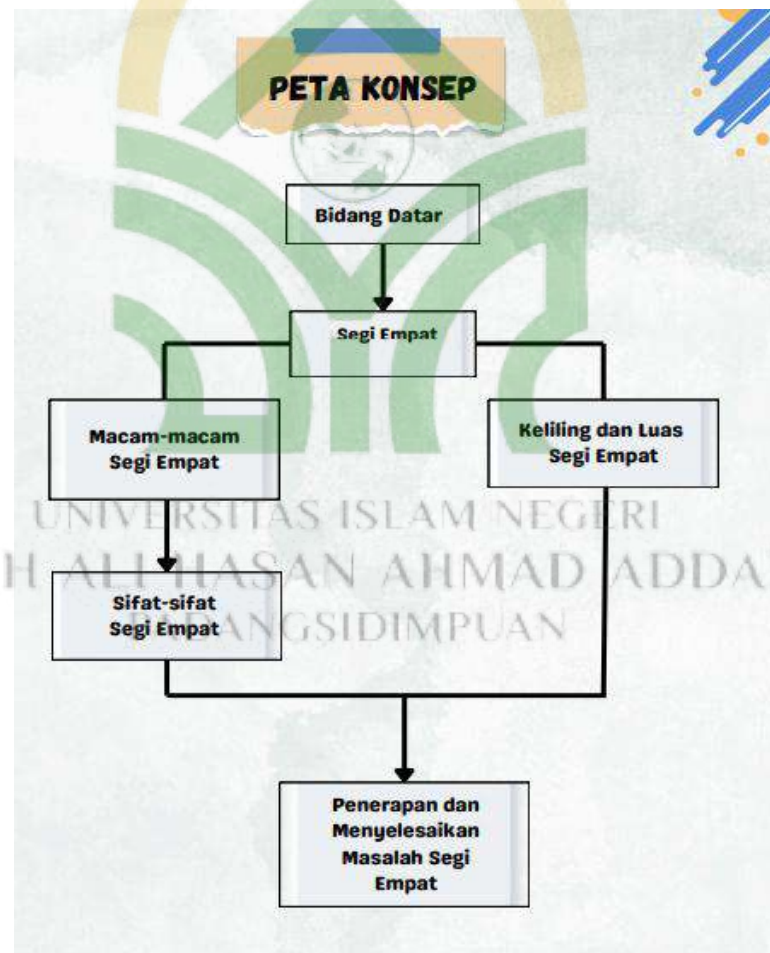 PETA KONSEP
Bidang Datar
Segi Empat
Macam-macam
Segi Empat
Keliling dan Luas
Segi Empat
UNIVERSITAS ISLAM NEGERI
H ALI HASAN AHMAD ADDA
PADANGSIDIMPUAN
Sifat-sifat
Segi Empat
Penerapan dan
Menyelesaikan
Masalah Segi
Empat